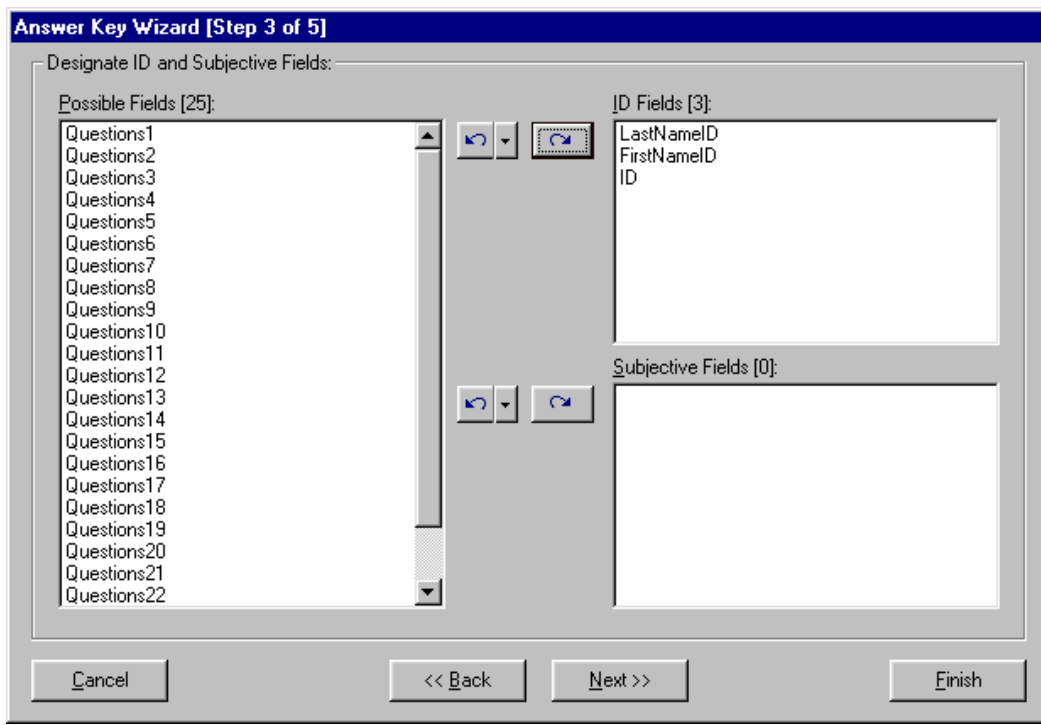 Answer Key Wizard [Step 3 of 5]
Designate ID and Subjective Fields:
Possible Fields [25]:
Questions1
Questions2
Questions3
Questions4
Questions5
Questions6
Questions7
Questions8
Questions9
Questions10
Questions11
Questions12
Questions13
Questions14
Questions15
Questions16
Questions17
Questions18
Questions19
Questions20
Questions21
Questions22
ID Fields [3]:
LastNameID
FirstNameID
ID
Subjective Fields [0]:
Cancel
<< Back
Next >>
Finish